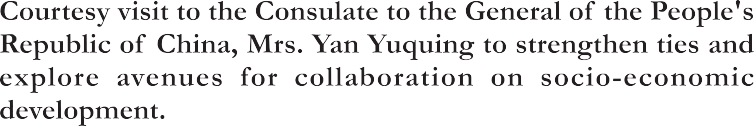 Courtesy visit to the Consulate to the General of the People's
Republic of China, Mrs. Yan Yuquing to strengthen ties and
explore avenues for collaboration on socio-economic
development.